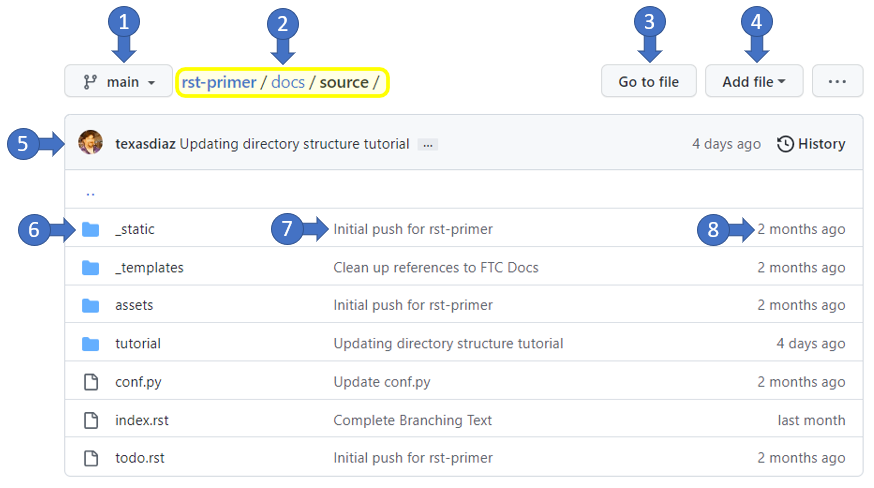 1 2 3 4
main rst-primer / docs / source / Go to file Add file ...
5 texasdiaz Updating directory structure tutorial ... 4 days ago History
..
6 _static 7 Initial push for rst-primer 8 2 months ago
_templates Clean up references to FTC Docs 2 months ago
assets Initial push for rst-primer 2 months ago
tutorial Updating directory structure tutorial 4 days ago
conf.py Update conf.py 2 months ago
index.rst Complete Branching Text last month
todo.rst Initial push for rst-primer 2 months ago